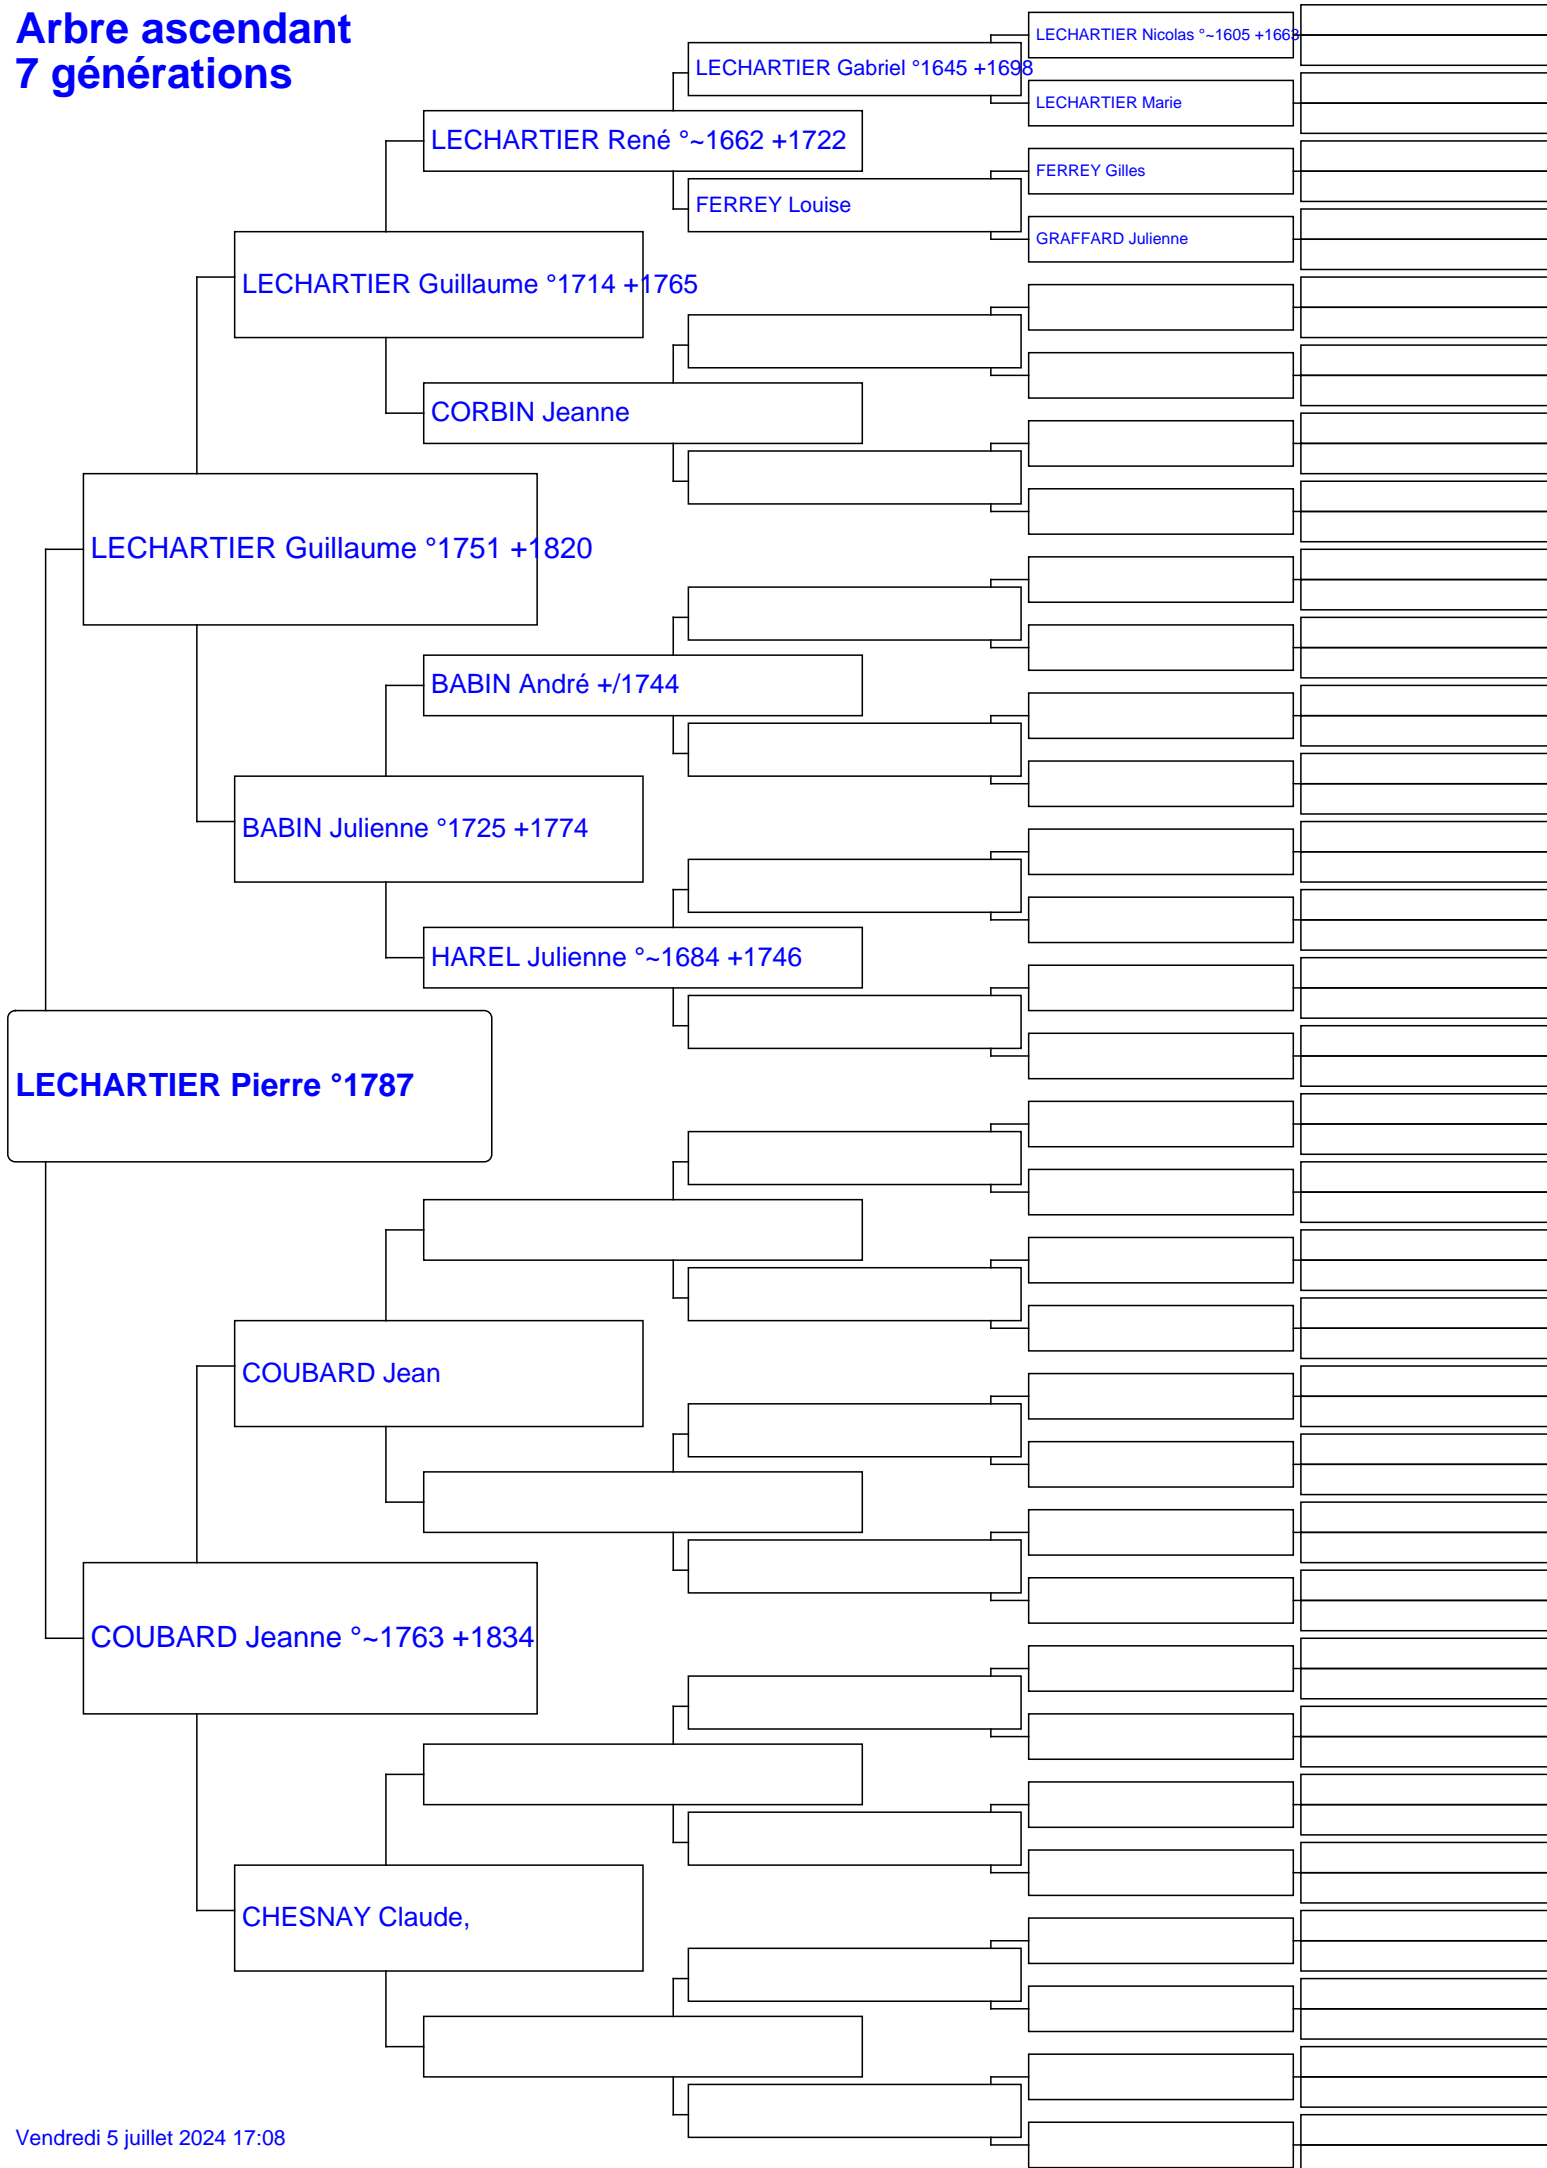 Arbre ascendant
7 générations
LECHARTIER Nicolas °~1605 +1663
LECHARTIER Gabriel °1645 +1698
LECHARTIER Marie
LECHARTIER René °~1662 +1722
FERREY Gilles
FERREY Louise
GRAFFARD Julienne
LECHARTIER Guillaume °1714 +1765
CORBIN Jeanne
LECHARTIER Guillaume °1751 +1820
BABIN André +/1744
BABIN Julienne °1725 +1774
HAREL Julienne °~1684 +1746
LECHARTIER Pierre °1787
COUBARD Jean
COUBARD Jeanne °~1763 +1834
CHESNAY Claude,
Vendredi 5 juillet 2024 17:08